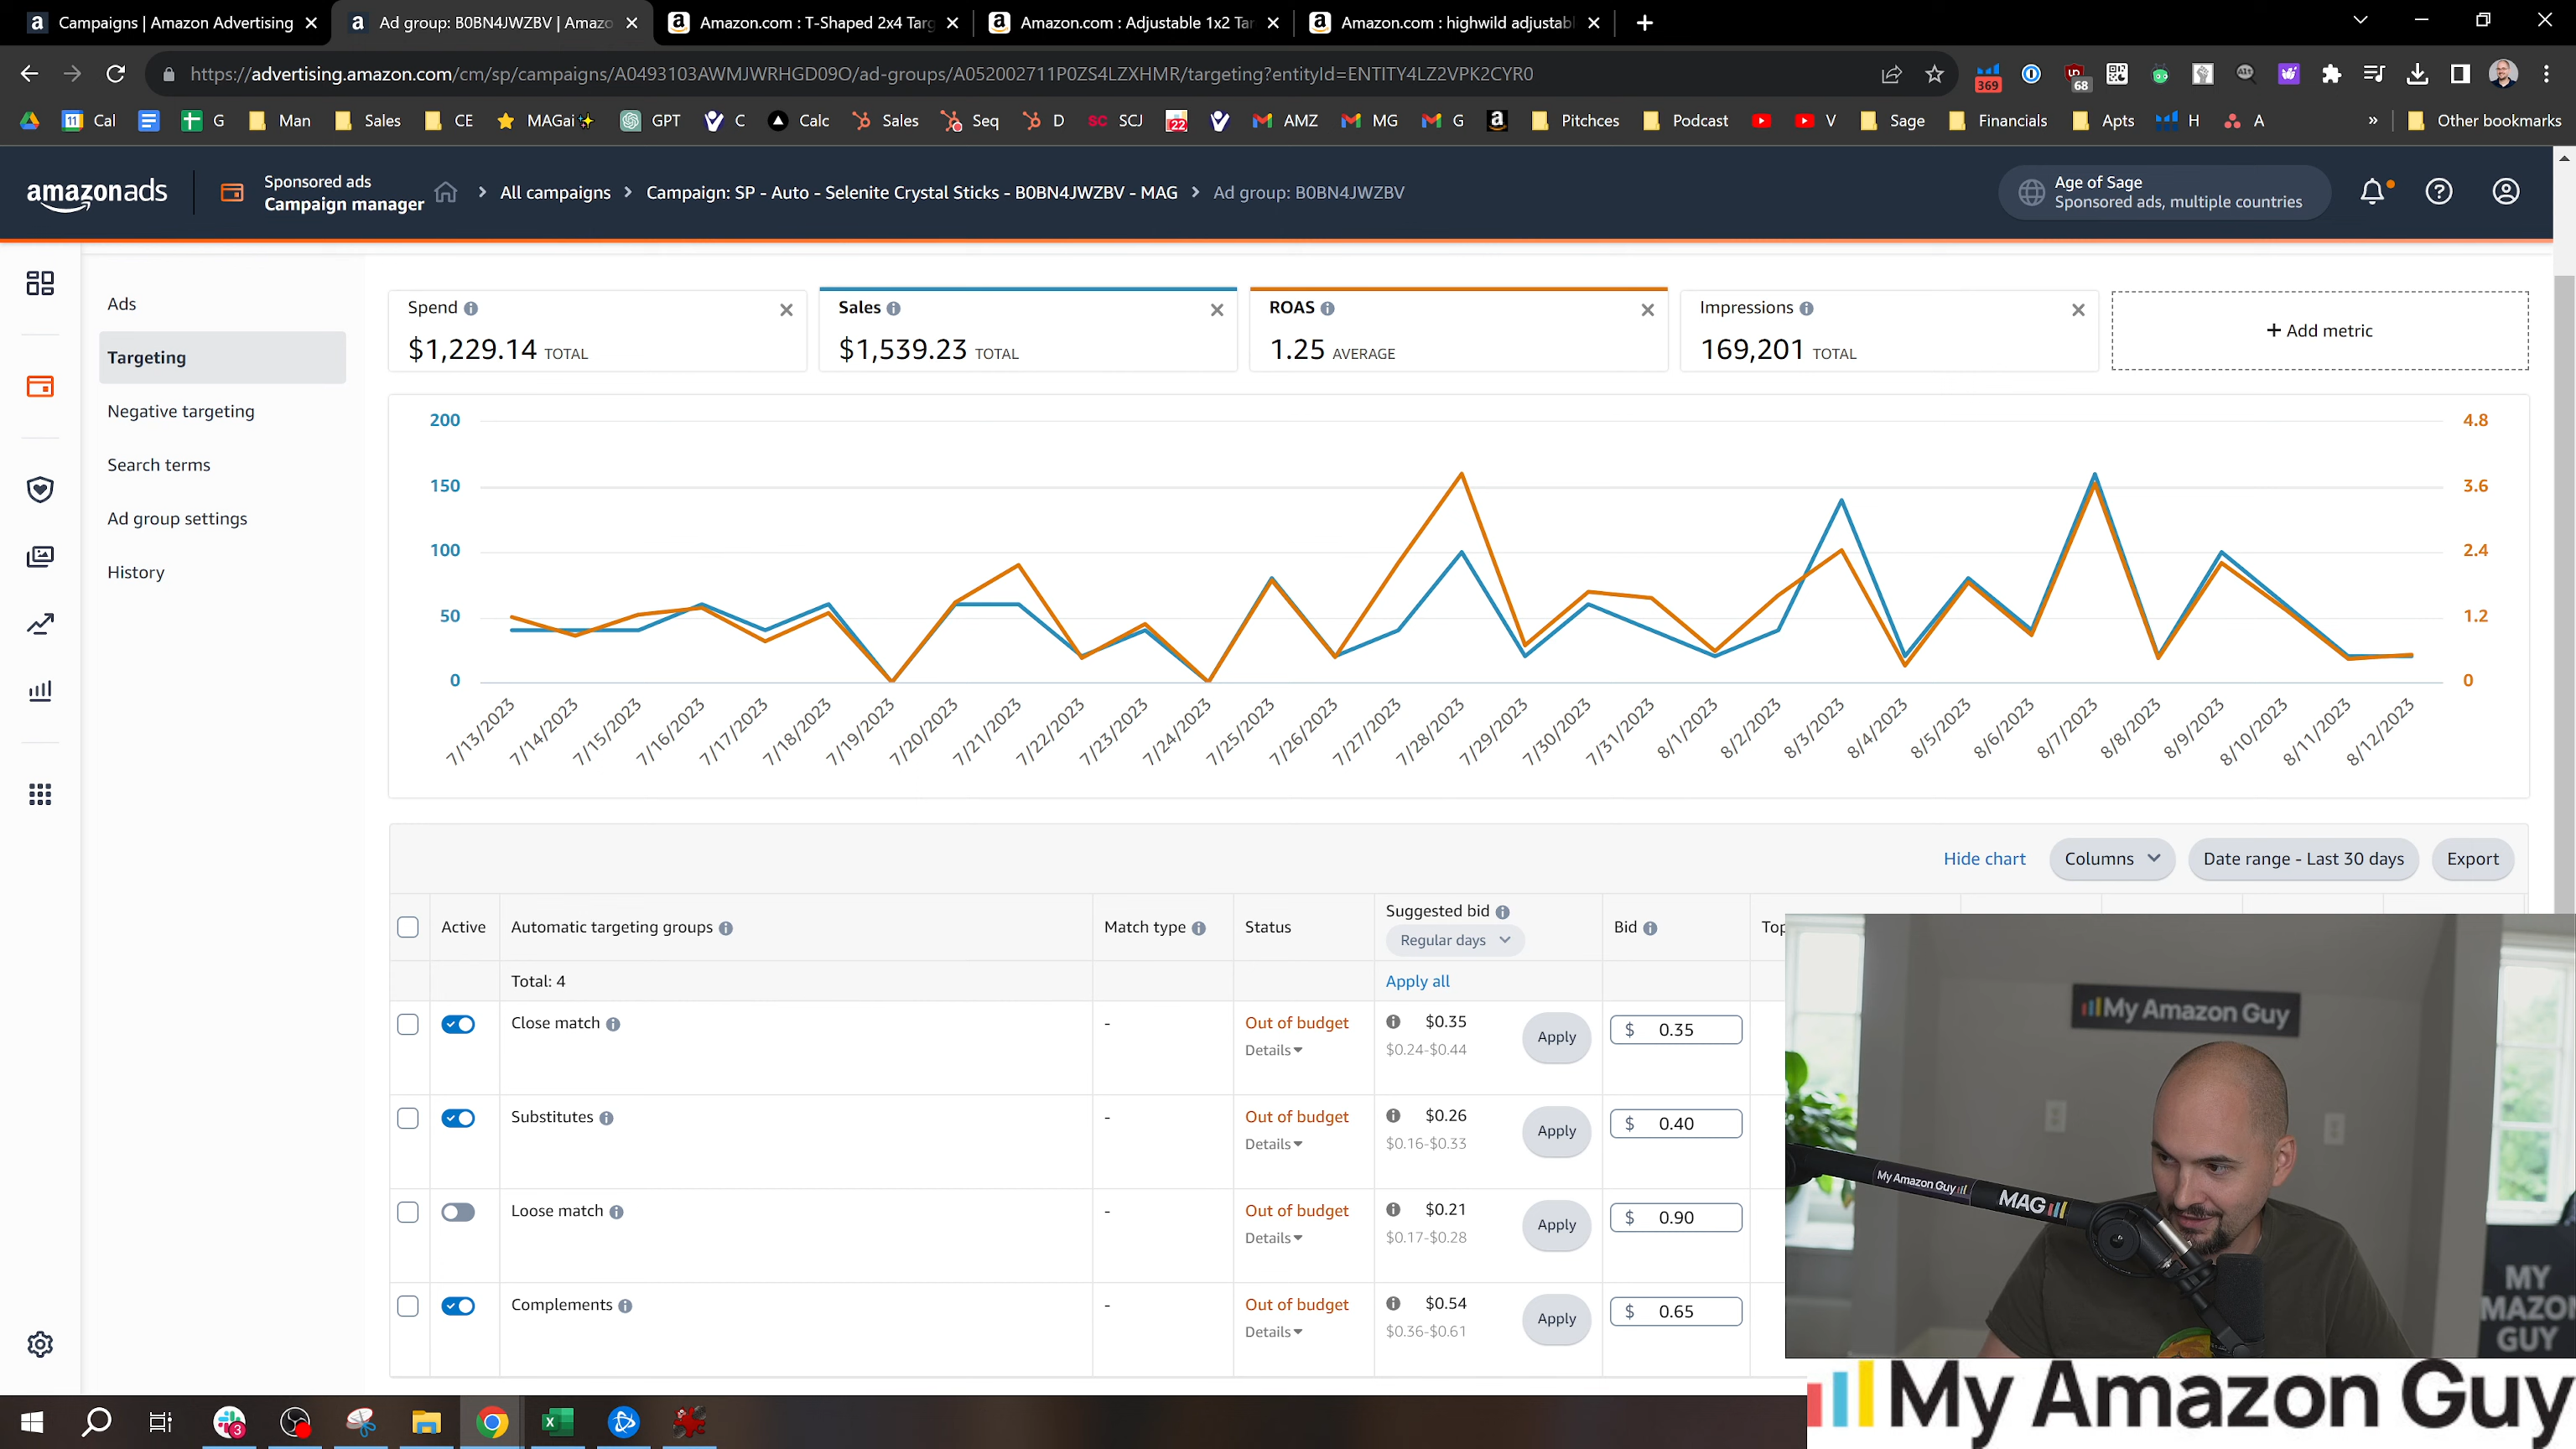 Campaigns | Amazon Advertising
Ad group: B0BN4JWZBV | Amazo
Amazon.com : T-Shaped 2x4 Targ
Amazon.com : Adjustable 1x2 Tar
Amazon.com : highwild adjustabl
https://advertising.amazon.com/cm/sp/campaigns/A0493103AWMJWRHGD09O/ad-groups/A052002711P0ZS4LZXHMR/targeting?entityId=ENTITY4LZ2VPK2CYR0
369
68
Cal
G
Man
Sales
CE
MAGai
GPT
C
Calc
Sales
Seq
D
SC
SCJ
22
AMZ
MG
G
Pitchces
Podcast
V
Sage
Financials
Apts
H
A
»
Other bookmarks
amazonads
Sponsored ads
Campaign manager
All campaigns
Campaign: SP - Auto - Selenite Crystal Sticks - B0BN4JWZBV - MAG
Ad group: B0BN4JWZBV
Age of Sage
Sponsored ads, multiple countries
Ads
Targeting
Negative targeting
Search terms
Ad group settings
History
Spend
$1,229.14 TOTAL
Sales
$1,539.23 TOTAL
ROAS
1.25 AVERAGE
Impressions
169,201 TOTAL
+ Add metric
200 4.8
150 3.6
100 2.4
50 1.2
0 0
7/13/2023 7/14/2023 7/15/2023 7/16/2023 7/17/2023 7/18/2023 7/19/2023 7/20/2023 7/21/2023 7/22/2023 7/23/2023 7/24/2023 7/25/2023 7/26/2023 7/27/2023 7/28/2023 7/29/2023 7/30/2023 7/31/2023 8/1/2023 8/2/2023 8/3/2023 8/4/2023 8/5/2023 8/6/2023 8/7/2023 8/8/2023 8/9/2023 8/10/2023 8/11/2023 8/12/2023
Hide chart
Columns
Date range - Last 30 days
Export
Active
Automatic targeting groups
Match type
Status
Suggested bid
Regular days
Bid
Top
Total: 4
Apply all
Close match - Out of budget $0.35 Apply $ 0.35
Details $0.24-$0.44
Substitutes - Out of budget $0.26 Apply $ 0.40
Details $0.16-$0.33
Loose match - Out of budget $0.21 Apply $ 0.90
Details $0.17-$0.28
Complements - Out of budget $0.54 Apply $ 0.65
Details $0.36-$0.61
My Amazon Guy
My Amazon Guy
MAG
MY
MAZON
GUY
3
My Amazon Guy